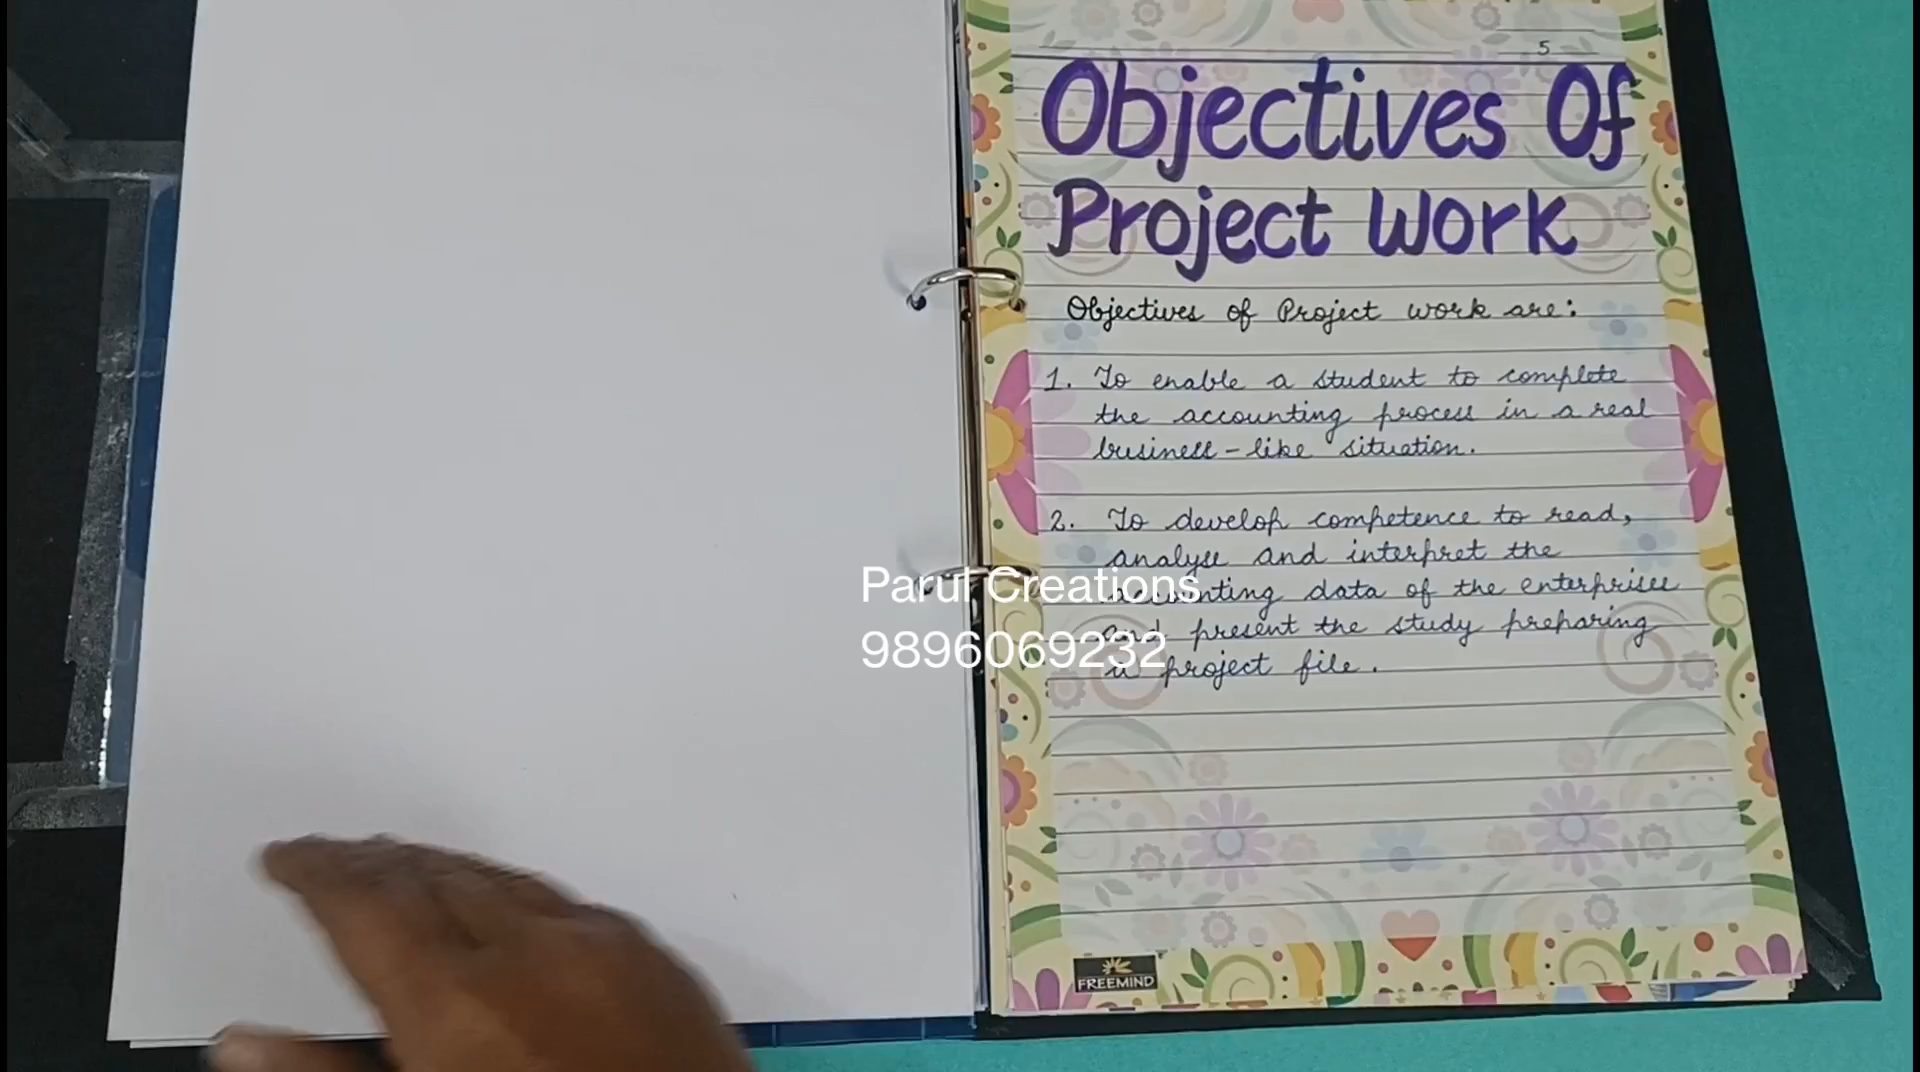 5
Objectives Of
Project Work
Objectives of Project work are:
1. To enable a student to complete
the accounting process in a real
business-like situation.
2. To develop competence to read,
analyse and interpret the
accounting data of the enterprises
and present the study preparing
a project file.
Parul Creations
9896069232
FREEMIND